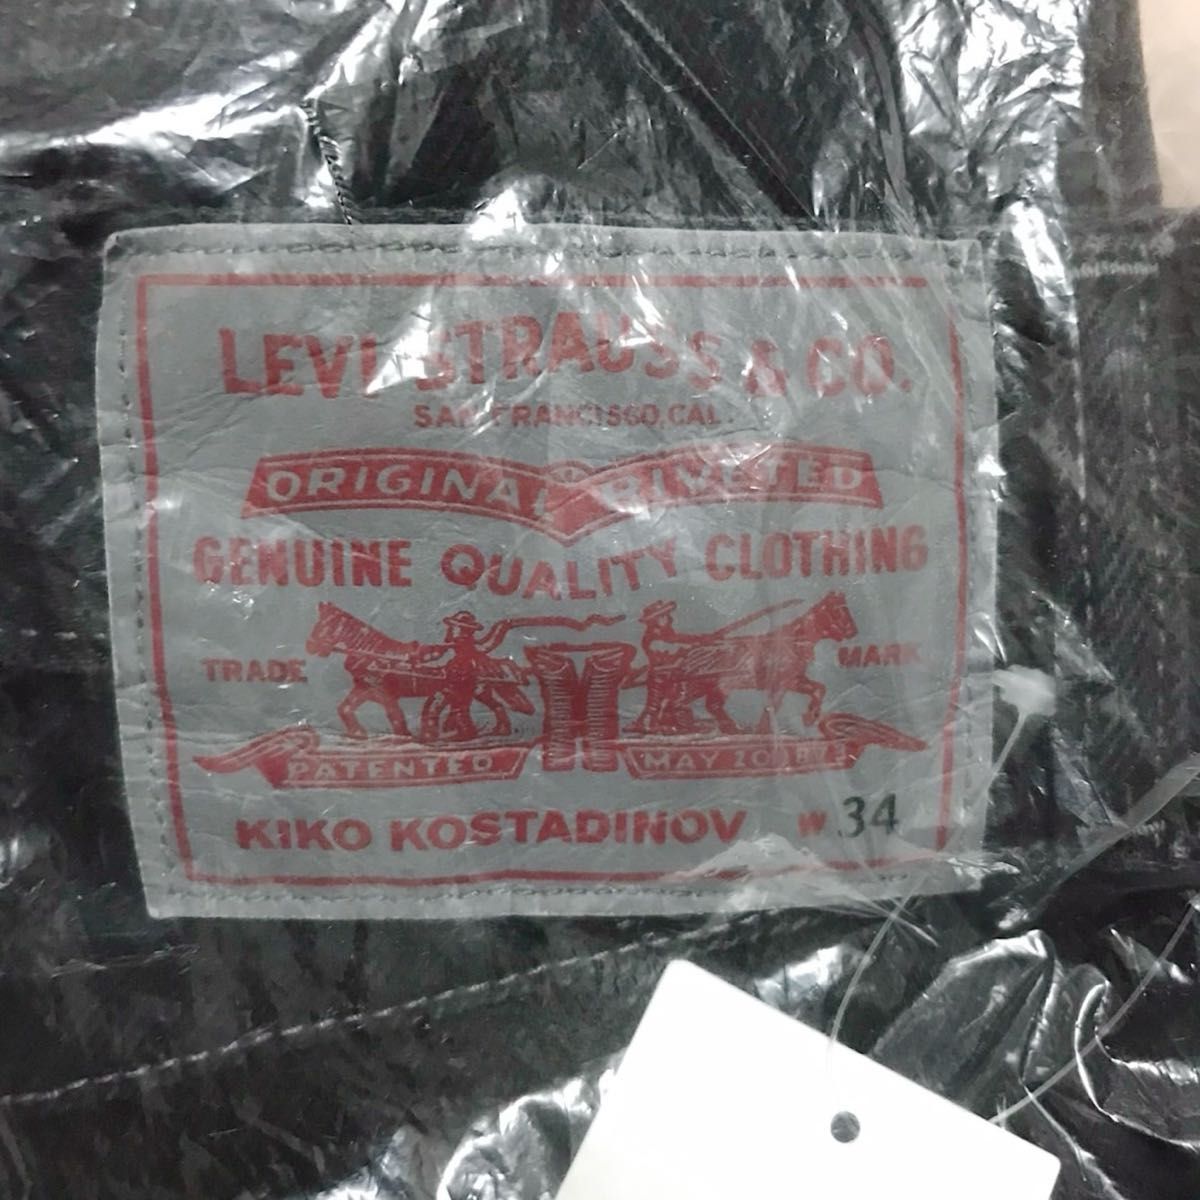 LEVI STRAUSS & CO.
SAN FRANCISCO, CAL.
ORIGINAL RIVETED
GENUINE QUALITY CLOTHING
TRADE MARK
PATENTED MAY 20 1873
KIKO KOSTADINOV W 34